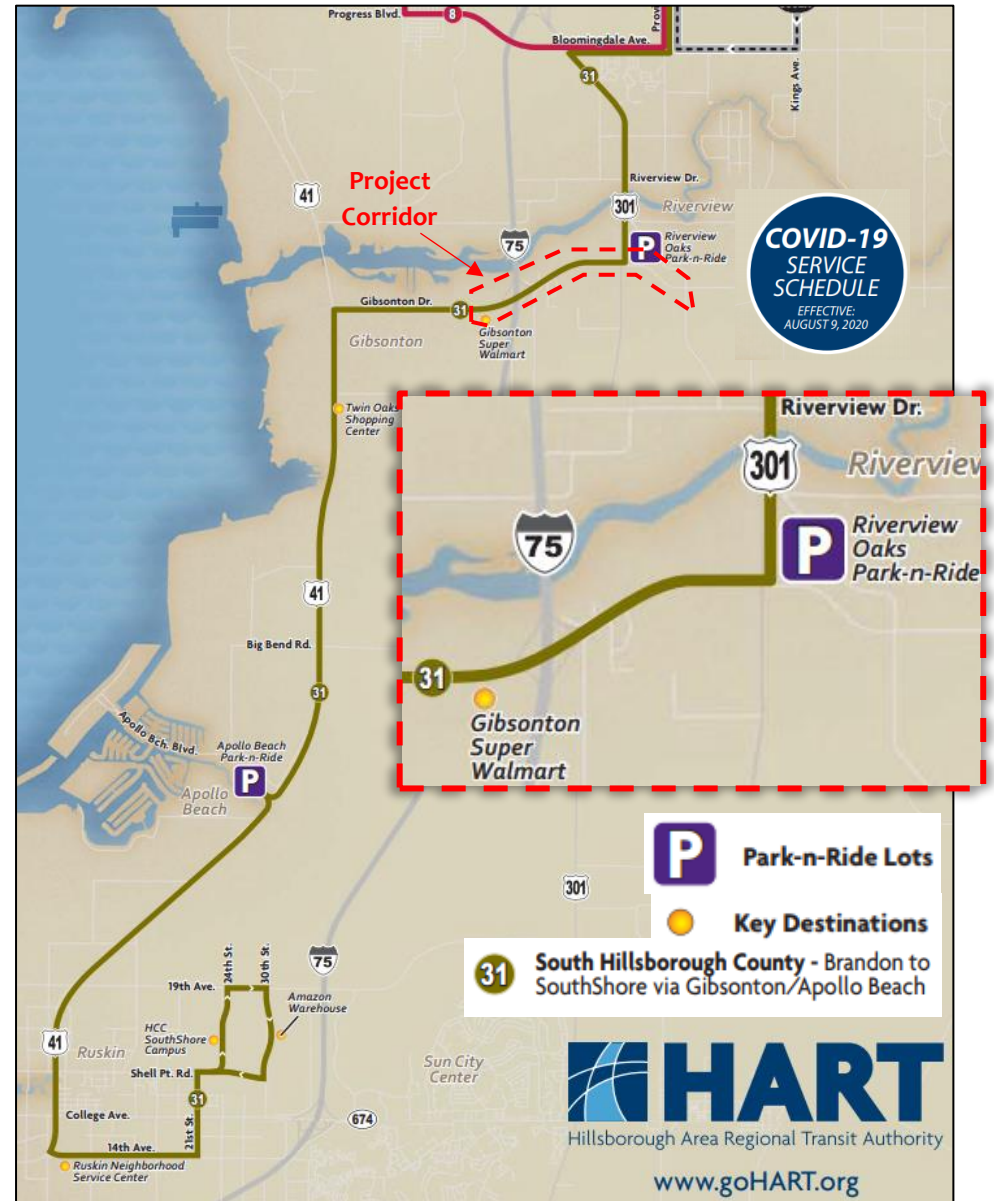 Progress Blvd.
8
Bloomingdale Ave.
31
Kings Ave.
Riverview Dr.
41
Project
Corridor
301
Riverview
75
P
Riverview
Oaks
Park-n-Ride
COVID-19
SERVICE
SCHEDULE
EFFECTIVE:
AUGUST 9, 2020
Gibsonton Dr.
31
Gibsonton
Gibsonton
Super
Walmart
Twin Oaks
Shopping
Center
Riverview Dr.
301
Riverview
75
P
Riverview
Oaks
Park-n-Ride
31
Gibsonton
Super
Walmart
41
Big Bend Rd.
31
Apollo Bch. Blvd.
Apollo Beach
Park-n-Ride
P
Apollo
Beach
P
Park-n-Ride Lots
301
Key Destinations
31
South Hillsborough County - Brandon to
SouthShore via Gibsonton/Apollo Beach
24th St.
30th St.
75
19th Ave.
Amazon
Warehouse
HCC
SouthShore
Campus
41
Ruskin
Shell Pt. Rd.
Sun City
Center
31
College Ave.
21st St.
674
14th Ave.
Ruskin Neighborhood
Service Center
HART
Hillsborough Area Regional Transit Authority
www.goHART.org